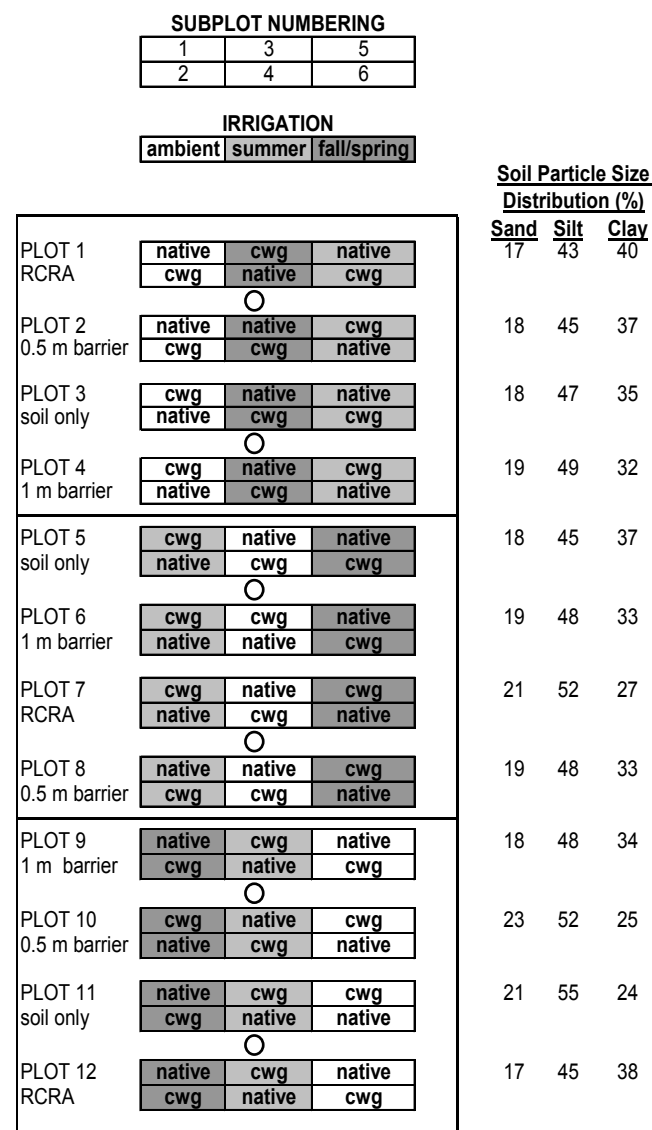 SUBPLOT NUMBERING
1 3 5
2 4 6
IRRIGATION
ambient summer fall/spring
Soil Particle Size
Distribution (%)
Sand Silt Clay
PLOT 1 native cwg native 17 43 40
RCRA cwg native cwg
PLOT 2 native native cwg 18 45 37
0.5 m barrier cwg cwg native
PLOT 3 cwg native native 18 47 35
soil only native cwg cwg
PLOT 4 cwg native cwg 19 49 32
1 m barrier native cwg native
PLOT 5 cwg native native 18 45 37
soil only native cwg cwg
PLOT 6 cwg cwg native 19 48 33
1 m barrier native native cwg
PLOT 7 cwg native cwg 21 52 27
RCRA native cwg native
PLOT 8 native native cwg 19 48 33
0.5 m barrier cwg cwg native
PLOT 9 native cwg native 18 48 34
1 m barrier cwg native cwg
PLOT 10 cwg native cwg 23 52 25
0.5 m barrier native cwg native
PLOT 11 native cwg cwg 21 55 24
soil only cwg native native
PLOT 12 native cwg native 17 45 38
RCRA cwg native cwg